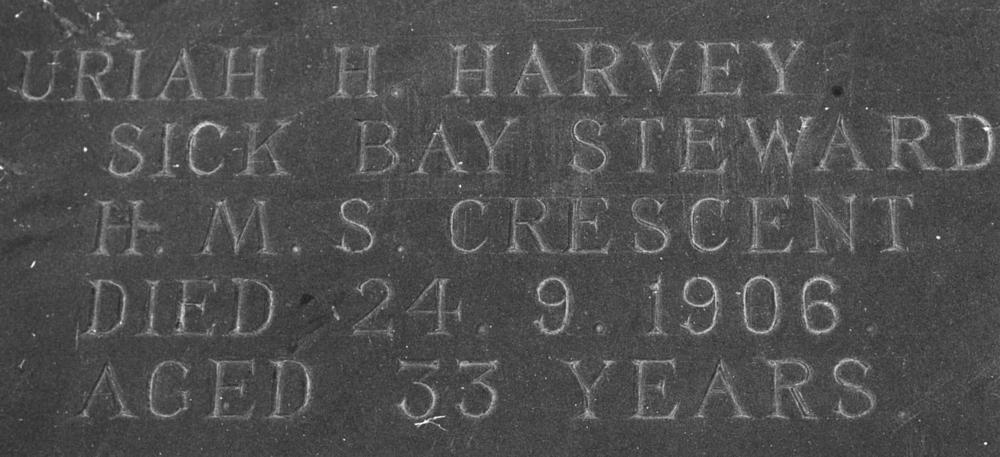 URIAH H. HARVEY.
SICK BAY STEWARD
H.M.S. CRESCENT
DIED 24.9.1906.
AGED 33 YEARS.